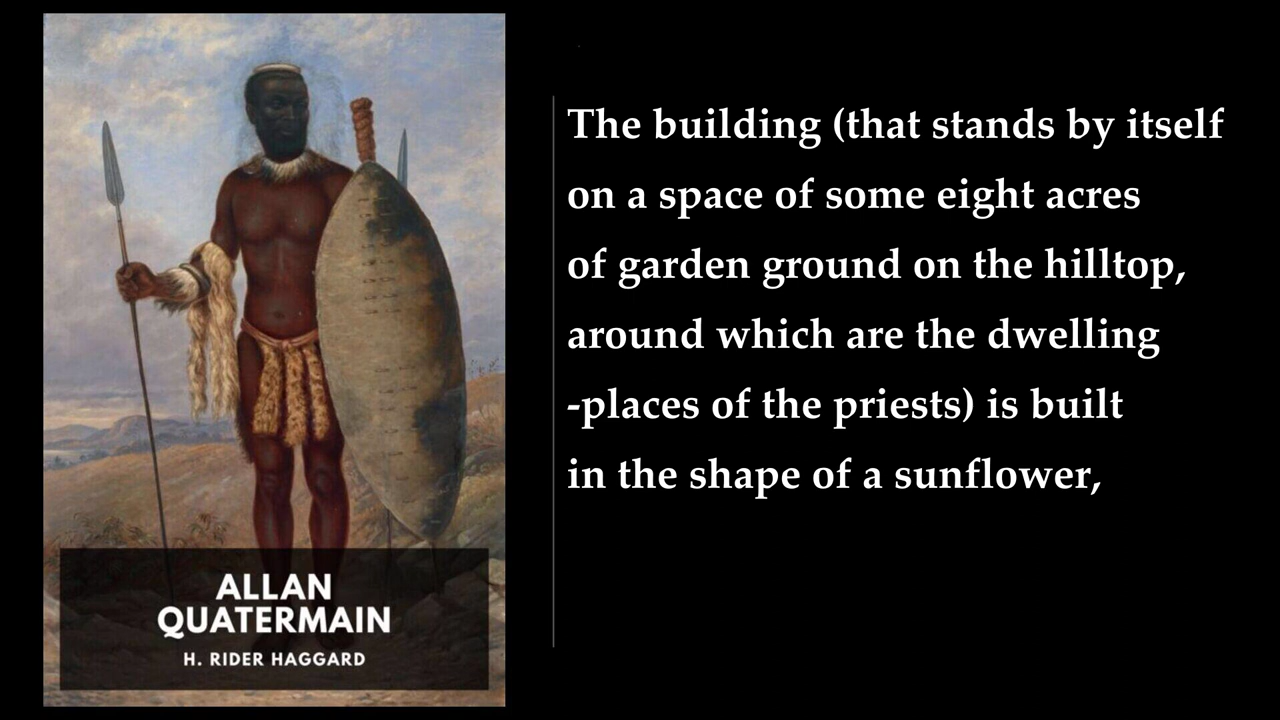 ALLAN
QUATERMAIN
H. RIDER HAGGARD
The building (that stands by itself
on a space of some eight acres
of garden ground on the hilltop,
around which are the dwelling
-places of the priests) is built
in the shape of a sunflower,